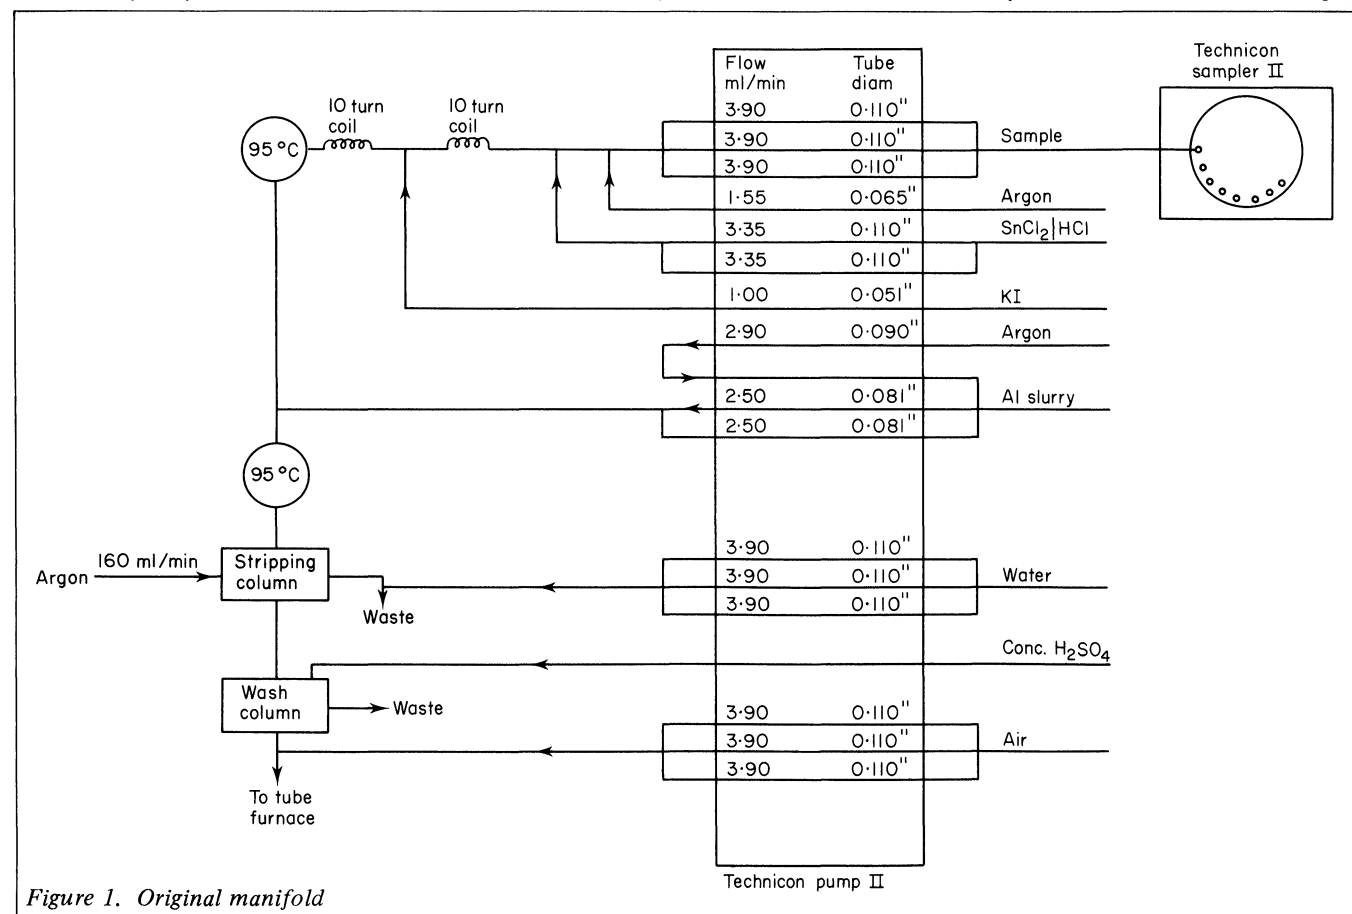 Technicon
sampler II
Flow Tube
ml/min diam
3·90 0·110"
3·90 0·110"
3·90 0·110"
Sample
1·55 0·065"
Argon
3·35 0·110"
SnCl2|HCl
3·35 0·110"
1·00 0·051"
KI
2·90 0·090"
Argon
2·50 0·081"
Al slurry
2·50 0·081"
3·90 0·110"
3·90 0·110"
Water
3·90 0·110"
Conc. H2SO4
3·90 0·110"
3·90 0·110"
Air
3·90 0·110"
Technicon pump II
10 turn
coil
10 turn
coil
95 °C
95 °C
Argon
160 ml/min
Stripping
column
Waste
Wash
column
Waste
To tube
furnace
Figure 1. Original manifold